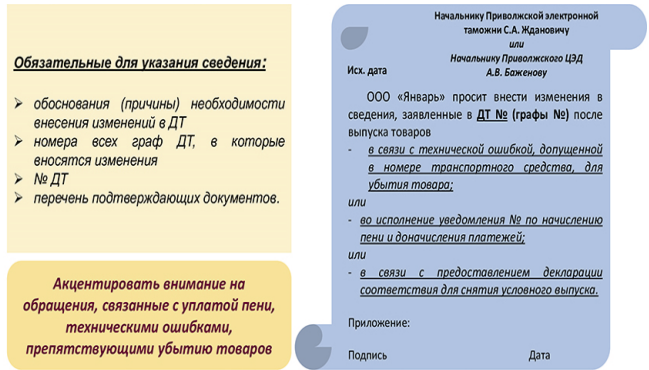 Обязательные для указания сведения:
➢ обоснования (причины) необходимости
внесения изменений в ДТ
➢ номера всех граф ДТ, в которые
вносятся изменения
➢ № ДТ
➢ перечень подтверждающих документов.
Акцентировать внимание на
обращения, связанные с уплатой пени,
техническими ошибками,
препятствующими убытию товаров
Начальнику Приволжской электронной
таможни С.А. Ждановичу
или
Начальнику Приволжского ЦЭД
А.В. Баженову
Исх. дата
ООО «Январь» просит внести изменения в
сведения, заявленные в ДТ № (графы №) после
выпуска товаров
- в связи с технической ошибкой, допущенной
в номере транспортного средства, для
убытия товара;
или
- во исполнение уведомления № по начислению
пени и доначисления платежей;
или
- в связи с предоставлением декларации
соответствия для снятия условного выпуска.
Приложение:
Подпись Дата